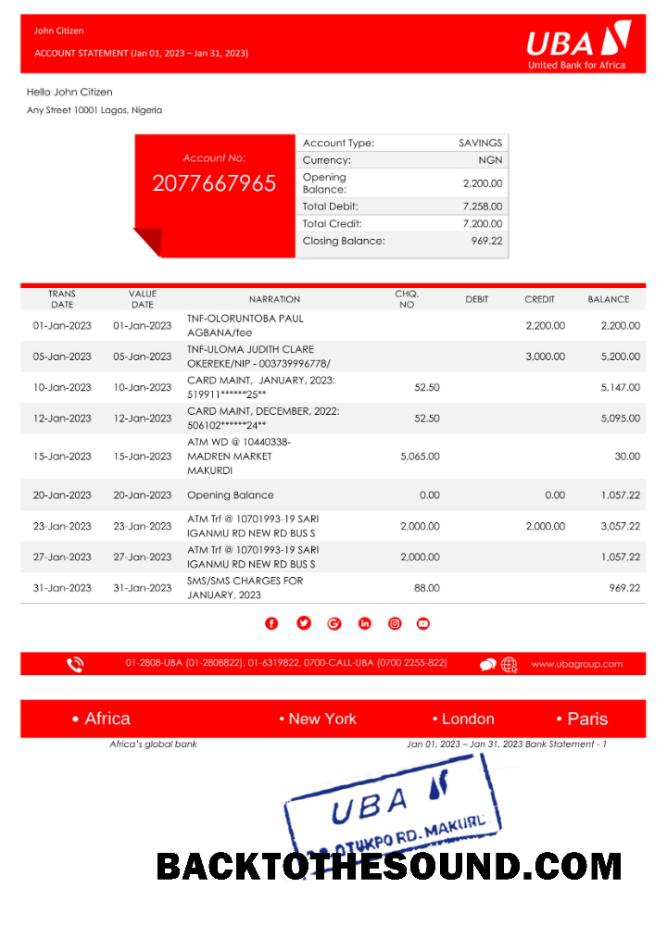 John Citizen
ACCOUNT STATEMENT (Jan 01, 2023 – Jan 31, 2023)
UBA
United Bank for Africa
Hello John Citizen
Any Street 10001 Lagos, Nigeria
Account No:
2077667965
Account Type: SAVINGS
Currency: NGN
Opening
Balance: 2,200.00
Total Debit: 7,258.00
Total Credit: 7,200.00
Closing Balance: 969.22
TRANS DATE VALUE DATE NARRATION CHQ. NO DEBIT CREDIT BALANCE
01-Jan-2023 01-Jan-2023 TNF-OLORUNTOBA PAUL 2,200.00 2,200.00
AGBANA/fee
05-Jan-2023 05-Jan-2023 TNF-ULOMA JUDITH CLARE 3,000.00 5,200.00
OKEREKE/NIP - 003739996778/
10-Jan-2023 10-Jan-2023 CARD MAINT, JANUARY, 2023: 52.50 5,147.00
519911******25**
12-Jan-2023 12-Jan-2023 CARD MAINT, DECEMBER, 2022: 52.50 5,095.00
506102******24**
ATM WD @ 10440338-
15-Jan-2023 15-Jan-2023 MADREN MARKET 5,065.00 30.00
MAKURDI
20-Jan-2023 20-Jan-2023 Opening Balance 0.00 0.00 1,057.22
23-Jan-2023 23-Jan-2023 ATM Trf @ 10701993-19 SARI 2,000.00 2,000.00 3,057.22
IGANMU RD NEW RD BUS S
27-Jan-2023 27-Jan-2023 ATM Trf @ 10701993-19 SARI 2,000.00 1,057.22
IGANMU RD NEW RD BUS S
31-Jan-2023 31-Jan-2023 SMS/SMS CHARGES FOR 88.00 969.22
JANUARY, 2023
01-2808-UBA (01-2808822), 01-6319822, 0700-CALL-UBA (0700 2255-822) www.ubagroup.com
• Africa • New York • London • Paris
Africa's global bank Jan 01, 2023 – Jan 31, 2023 Bank Statement - 1
UBA
OTUKPO RD. MAKURD
BACKTOTHESOUND.COM